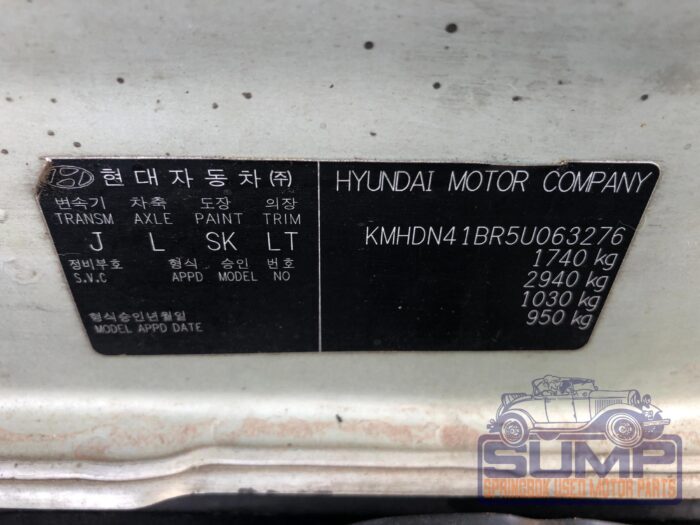 현대자동차㈜
변속기 차축 도장 의장
TRANSM AXLE PAINT TRIM
J L SK LT
정비부호 형식 승인 번호
S.V.C APPD MODEL NO
형식승인년월일
MODEL APPD DATE
HYUNDAI MOTOR COMPANY
KMHDN41BR5U063276
1740 kg
2940 kg
1030 kg
950 kg
SUMP
SPRINGBOK USED MOTOR PARTS